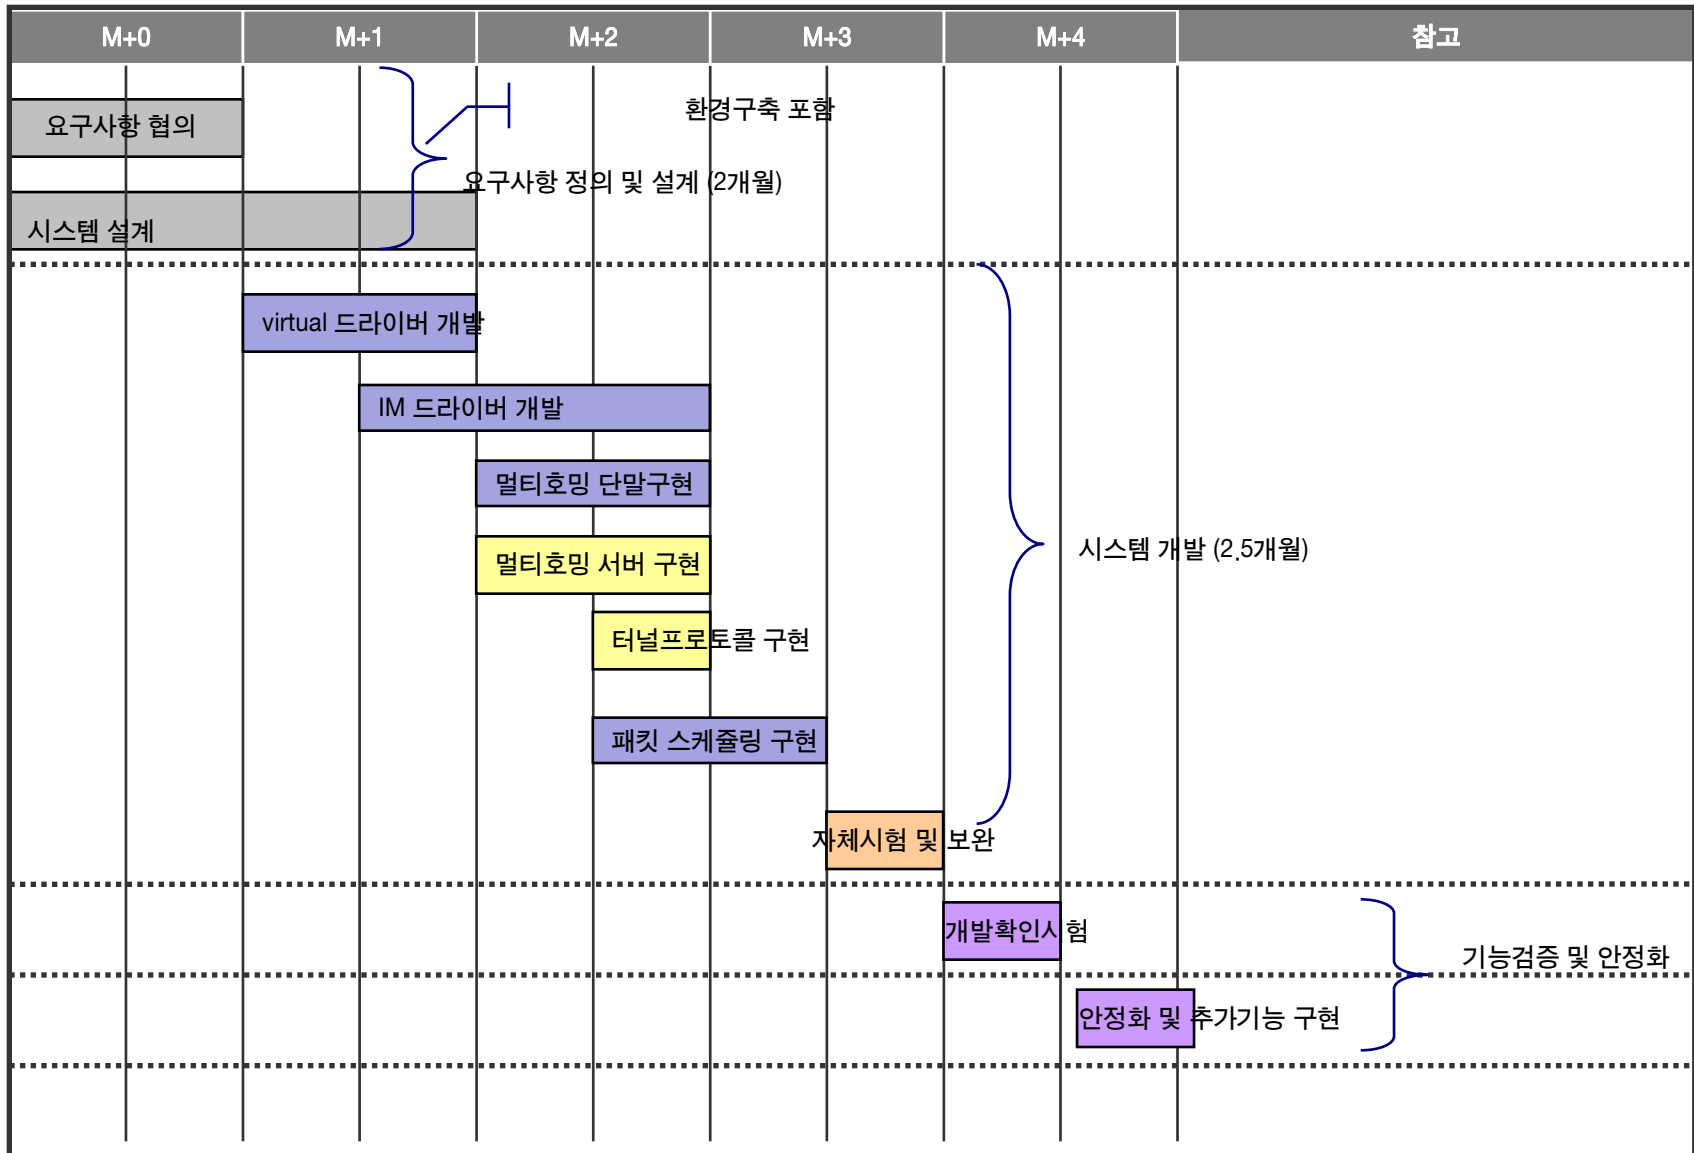 M+0 M+1 M+2 M+3 M+4 참고
환경구축 포함
요구사항 협의
요구사항 정의 및 설계 (2개월)
시스템 설계
virtual 드라이버 개발
IM 드라이버 개발
멀티호밍 단말구현
멀티호밍 서버 구현
시스템 개발 (2.5개월)
터널프로토콜 구현
패킷 스케쥴링 구현
자체시험 및 보완
개발확인시험
기능검증 및 안정화
안정화 및 추가기능 구현